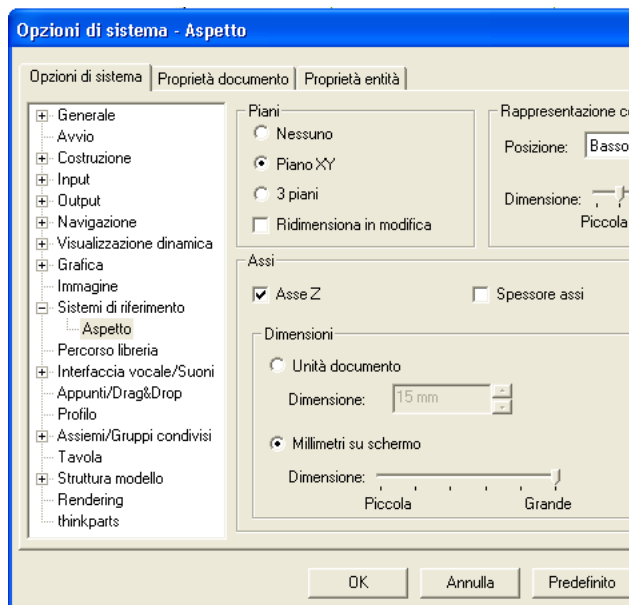 Opzioni di sistema - Aspetto
Opzioni di sistema
Proprietà documento
Proprietà entità
Generale
Avvio
Costruzione
Input
Output
Navigazione
Visualizzazione dinamica
Grafica
Immagine
Sistemi di riferimento
Aspetto
Percorso libreria
Interfaccia vocale/Suoni
Appunti/Drag&Drop
Profilo
Assiemi/Gruppi condivisi
Tavola
Struttura modello
Rendering
thinkparts
Piani
Nessuno
Piano XY
3 piani
Ridimensiona in modifica
Rappresentazione co
Posizione: Basso
Dimensione:
Piccola
Assi
Asse Z
Spessore assi
Dimensioni
Unità documento
Dimensione: 15 mm
Millimetri su schermo
Dimensione:
Piccola Grande
OK Annulla Predefinito